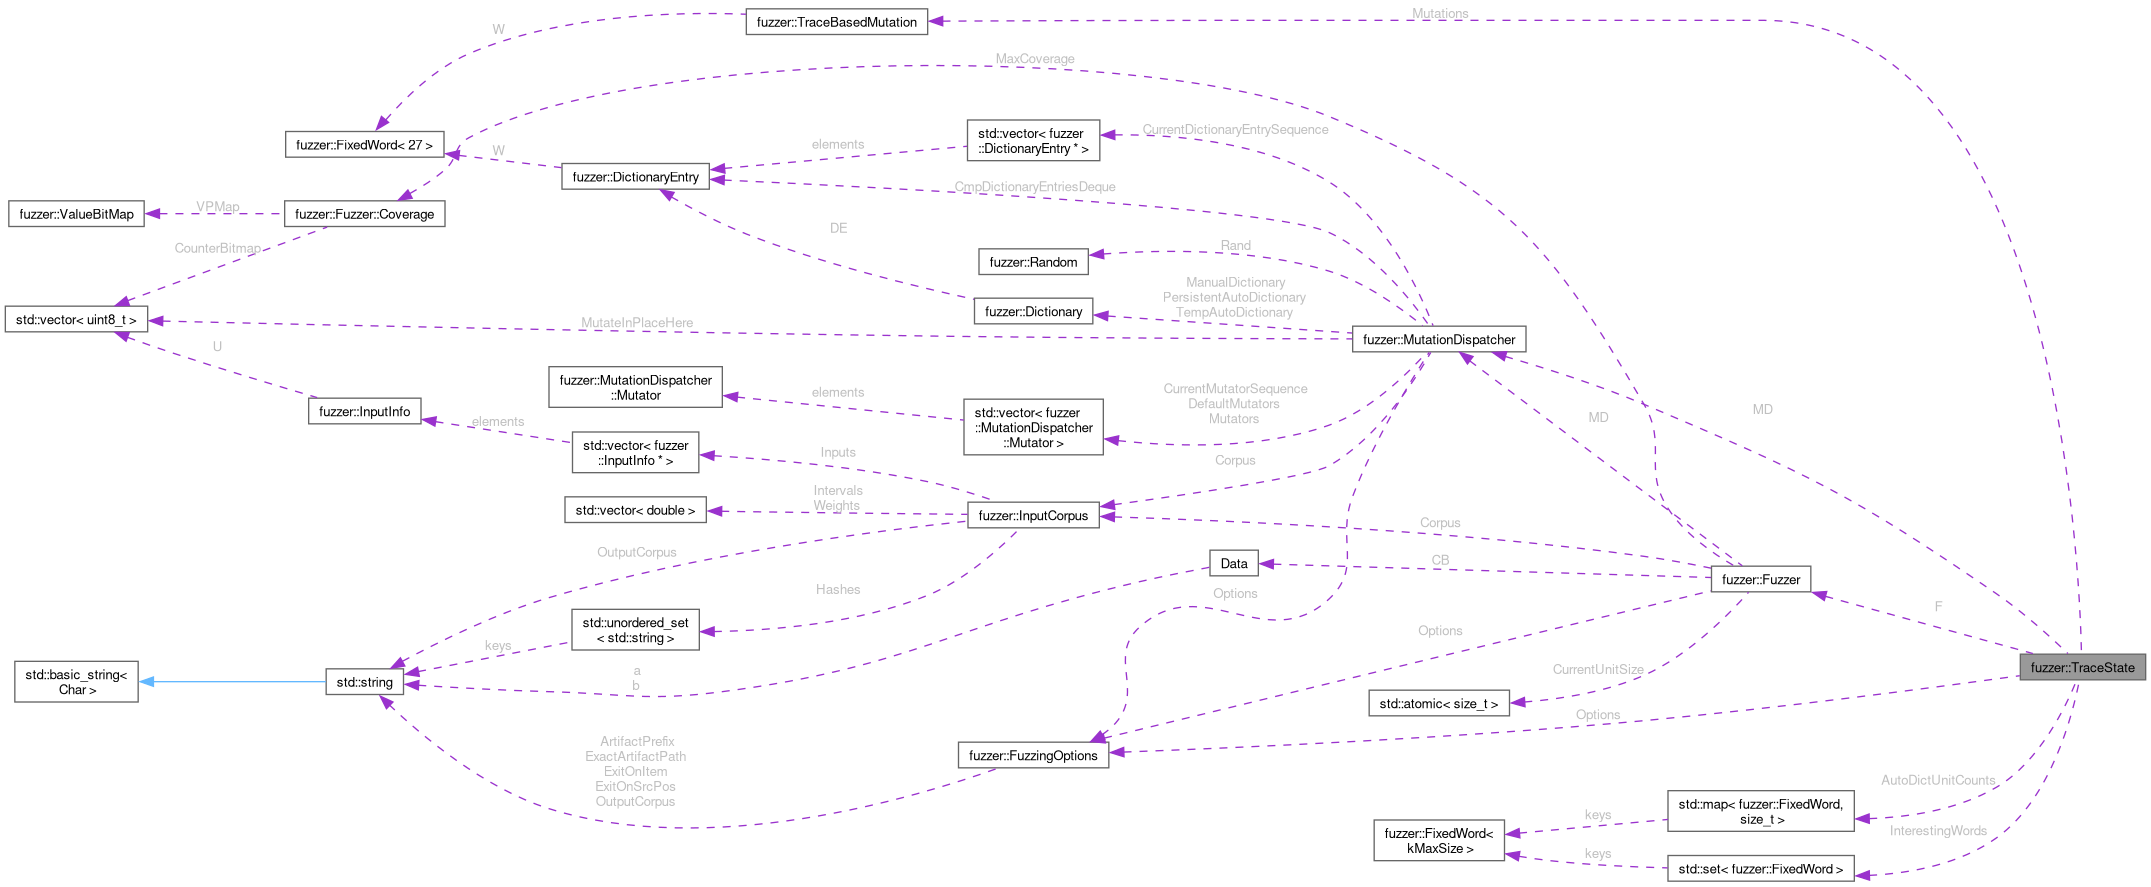 Mutations
fuzzer::TraceBasedMutation
W
MaxCoverage
CurrentDictionaryEntrySequence
std::vector< fuzzer
::DictionaryEntry * >
elements
fuzzer::FixedWord< 27 >
W
fuzzer::DictionaryEntry
CmpDictionaryEntriesDeque
fuzzer::ValueBitMap
VPMap
fuzzer::Fuzzer::Coverage
DE
CounterBitmap
Rand
fuzzer::Random
ManualDictionary
PersistentAutoDictionary
TempAutoDictionary
fuzzer::Dictionary
std::vector< uint8_t >
MutateInPlaceHere
fuzzer::MutationDispatcher
U
fuzzer::MutationDispatcher
::Mutator
elements
CurrentMutatorSequence
DefaultMutators
Mutators
std::vector< fuzzer
::MutationDispatcher
::Mutator >
fuzzer::InputInfo
elements
MD
MD
std::vector< fuzzer
::InputInfo * >
Inputs
Corpus
Intervals
Weights
std::vector< double >
fuzzer::InputCorpus
Corpus
OutputCorpus
CB
Data
fuzzer::Fuzzer
Hashes
Options
F
std::unordered_set
< std::string >
keys
Options
a
b
std::basic_string<
Char >
std::string
CurrentUnitSize
fuzzer::TraceState
std::atomic< size_t >
Options
ArtifactPrefix
ExactArtifactPath
ExitOnItem
ExitOnSrcPos
OutputCorpus
fuzzer::FuzzingOptions
AutoDictUnitCounts
std::map< fuzzer::FixedWord,
size_t >
keys
fuzzer::FixedWord<
kMaxSize >
InterestingWords
keys
std::set< fuzzer::FixedWord >